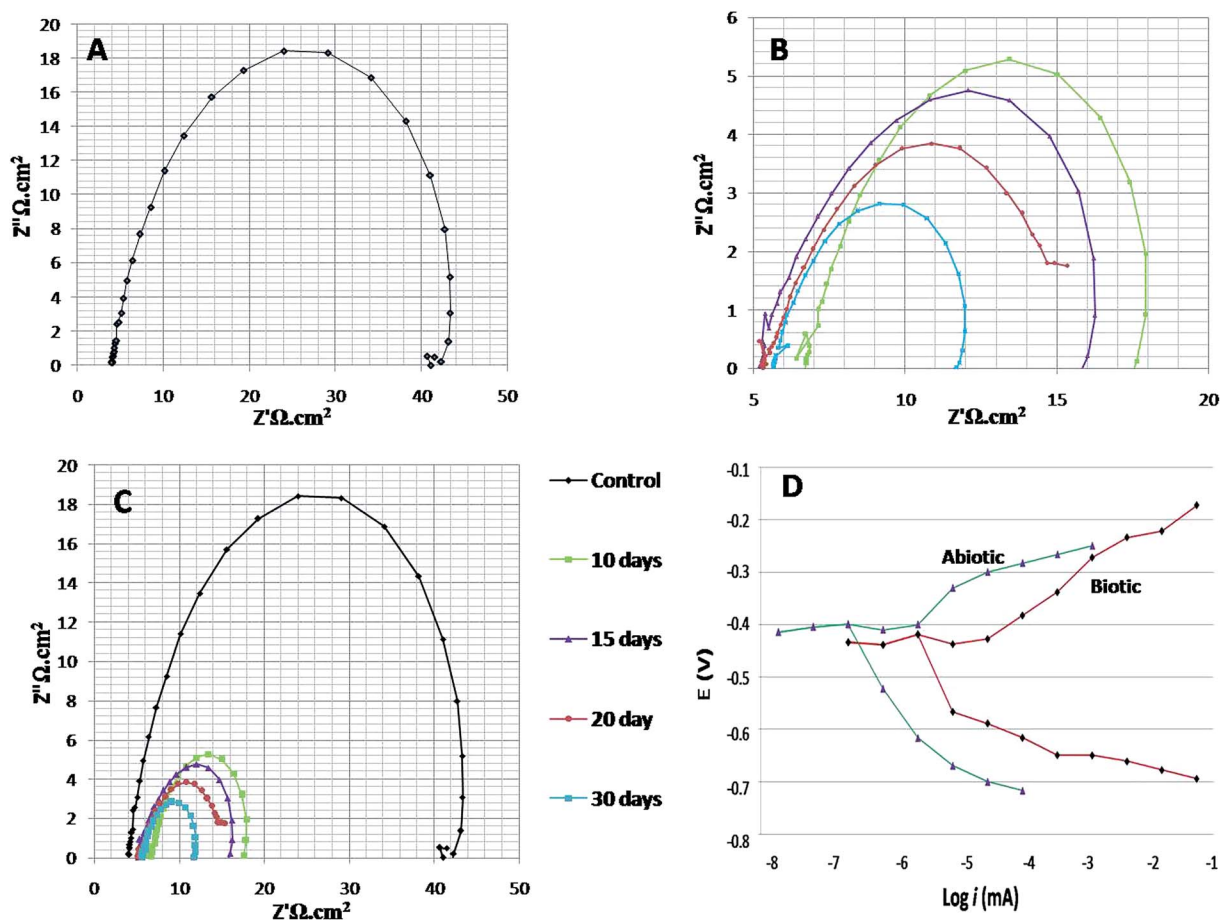 A
20
18
16
14
12
10
8
6
4
2
0
Z''Ω.cm²
0 10 20 30 40 50
Z'Ω.cm²
B
6
5
4
3
2
1
0
Z''Ω.cm²
5 10 15 20
Z'Ω.cm²
C
20
18
16
14
12
10
8
6
4
2
0
Z''Ω.cm²
0 10 20 30 40 50
Z'Ω.cm²
Control
10 days
15 days
20 day
30 days
D
-0.1
-0.2
-0.3
-0.4
-0.5
-0.6
-0.7
-0.8
E (V)
Abiotic
Biotic
-8 -7 -6 -5 -4 -3 -2 -1
Log i (mA)